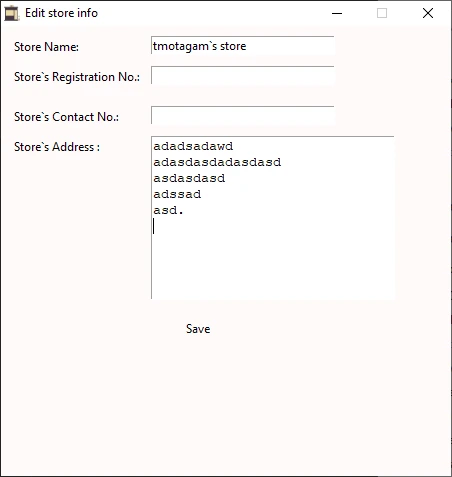 Edit store info
Store Name: tmotagam`s store
Store`s Registration No.:
Store`s Contact No.:
Store`s Address :
adadsadawd
adasdasdadasdasd
asdasdasd
adssad
asd.
Save